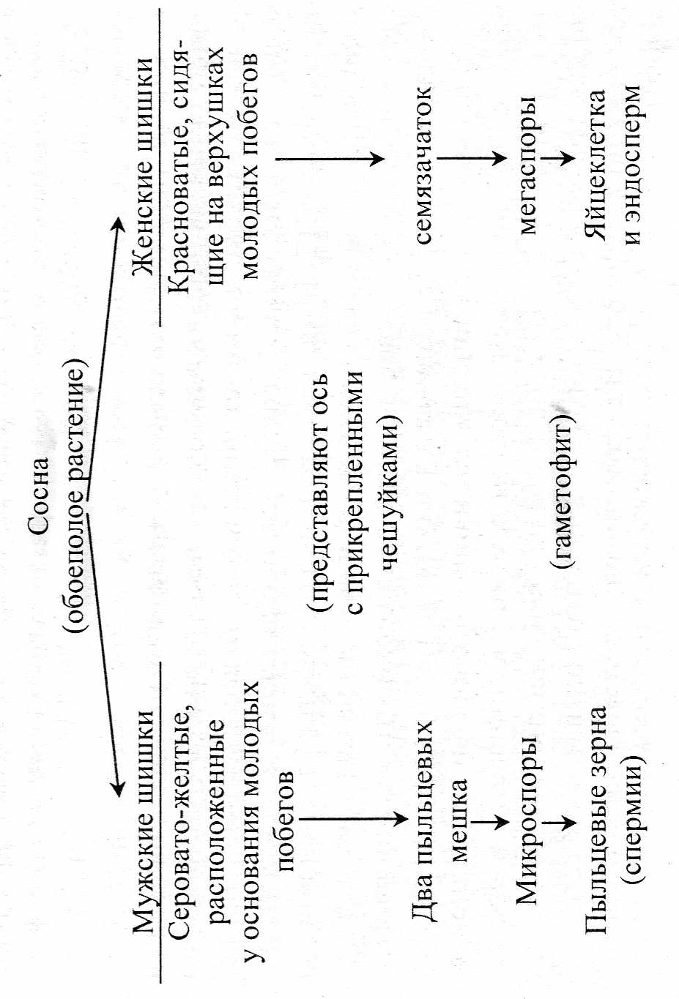 Сосна
(обоеполое растение)
Мужские шишки
Серовато-желтые,
расположенные
у основания молодых
побегов
Два пыльцевых
мешка
Микроспоры
Пыльцевые зерна
(спермии)
(представляют ось
с прикрепленными
чешуйками)
(гаметофит)
Женские шишки
Красноватые, сидя-
щие на верхушках
молодых побегов
семязачаток
мегаспоры
Яйцеклетка
и эндосперм